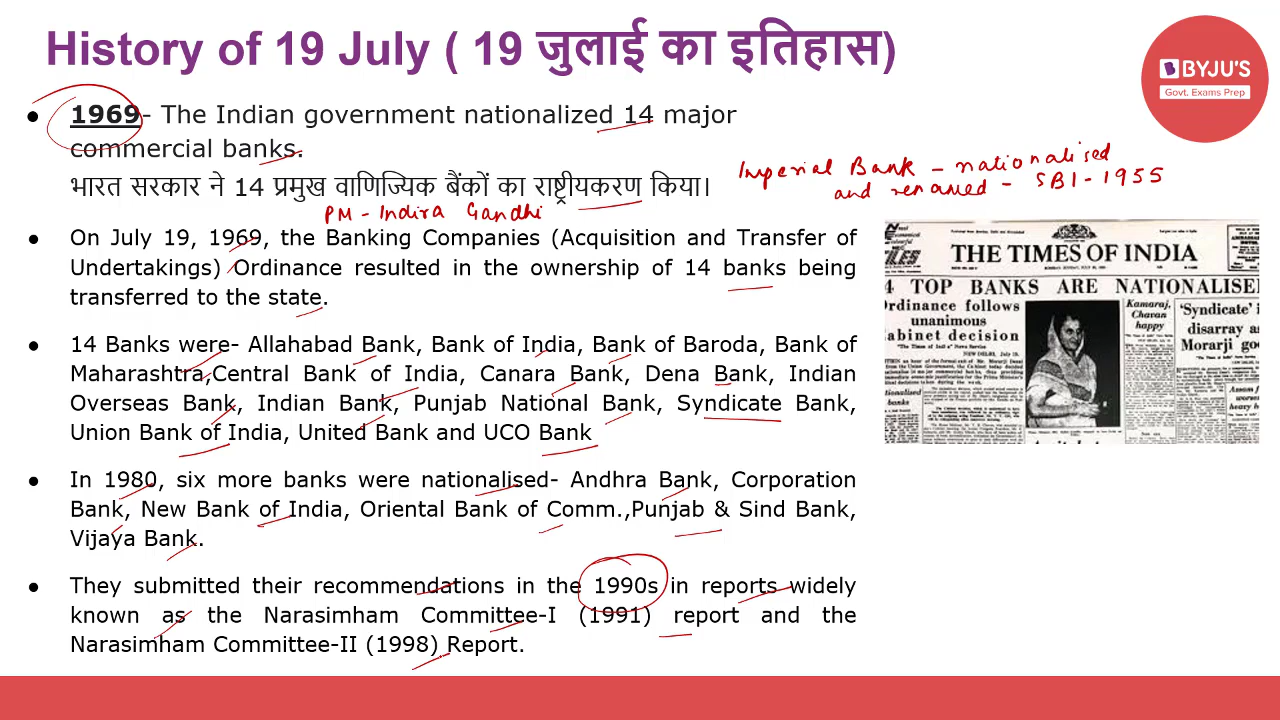 History of 19 July ( 19 जुलाई का इतिहास)
BYJU'S
Govt. Exams Prep
● 1969- The Indian government nationalized 14 major
commercial banks.
भारत सरकार ने 14 प्रमुख वाणिज्यिक बैंकों का राष्ट्रीयकरण किया।
PM - Indira Gandhi
Imperial Bank - nationalised
and renamed - SBI - 1955
● On July 19, 1969, the Banking Companies (Acquisition and Transfer of
Undertakings) Ordinance resulted in the ownership of 14 banks being
transferred to the state.
● 14 Banks were- Allahabad Bank, Bank of India, Bank of Baroda, Bank of
Maharashtra,Central Bank of India, Canara Bank, Dena Bank, Indian
Overseas Bank, Indian Bank, Punjab National Bank, Syndicate Bank,
Union Bank of India, United Bank and UCO Bank
● In 1980, six more banks were nationalised- Andhra Bank, Corporation
Bank, New Bank of India, Oriental Bank of Comm.,Punjab & Sind Bank,
Vijaya Bank.
● They submitted their recommendations in the 1990s in reports widely
known as the Narasimham Committee-I (1991) report and the
Narasimham Committee-II (1998) Report.
THE TIMES OF INDIA
4 TOP BANKS ARE NATIONALISE
Ordinance follows
unanimous
abinet decision
NEW DELHI, July 19.
Kamaraj,
Chavan
happy
'Syndicate' i
disarray a
Morarji go